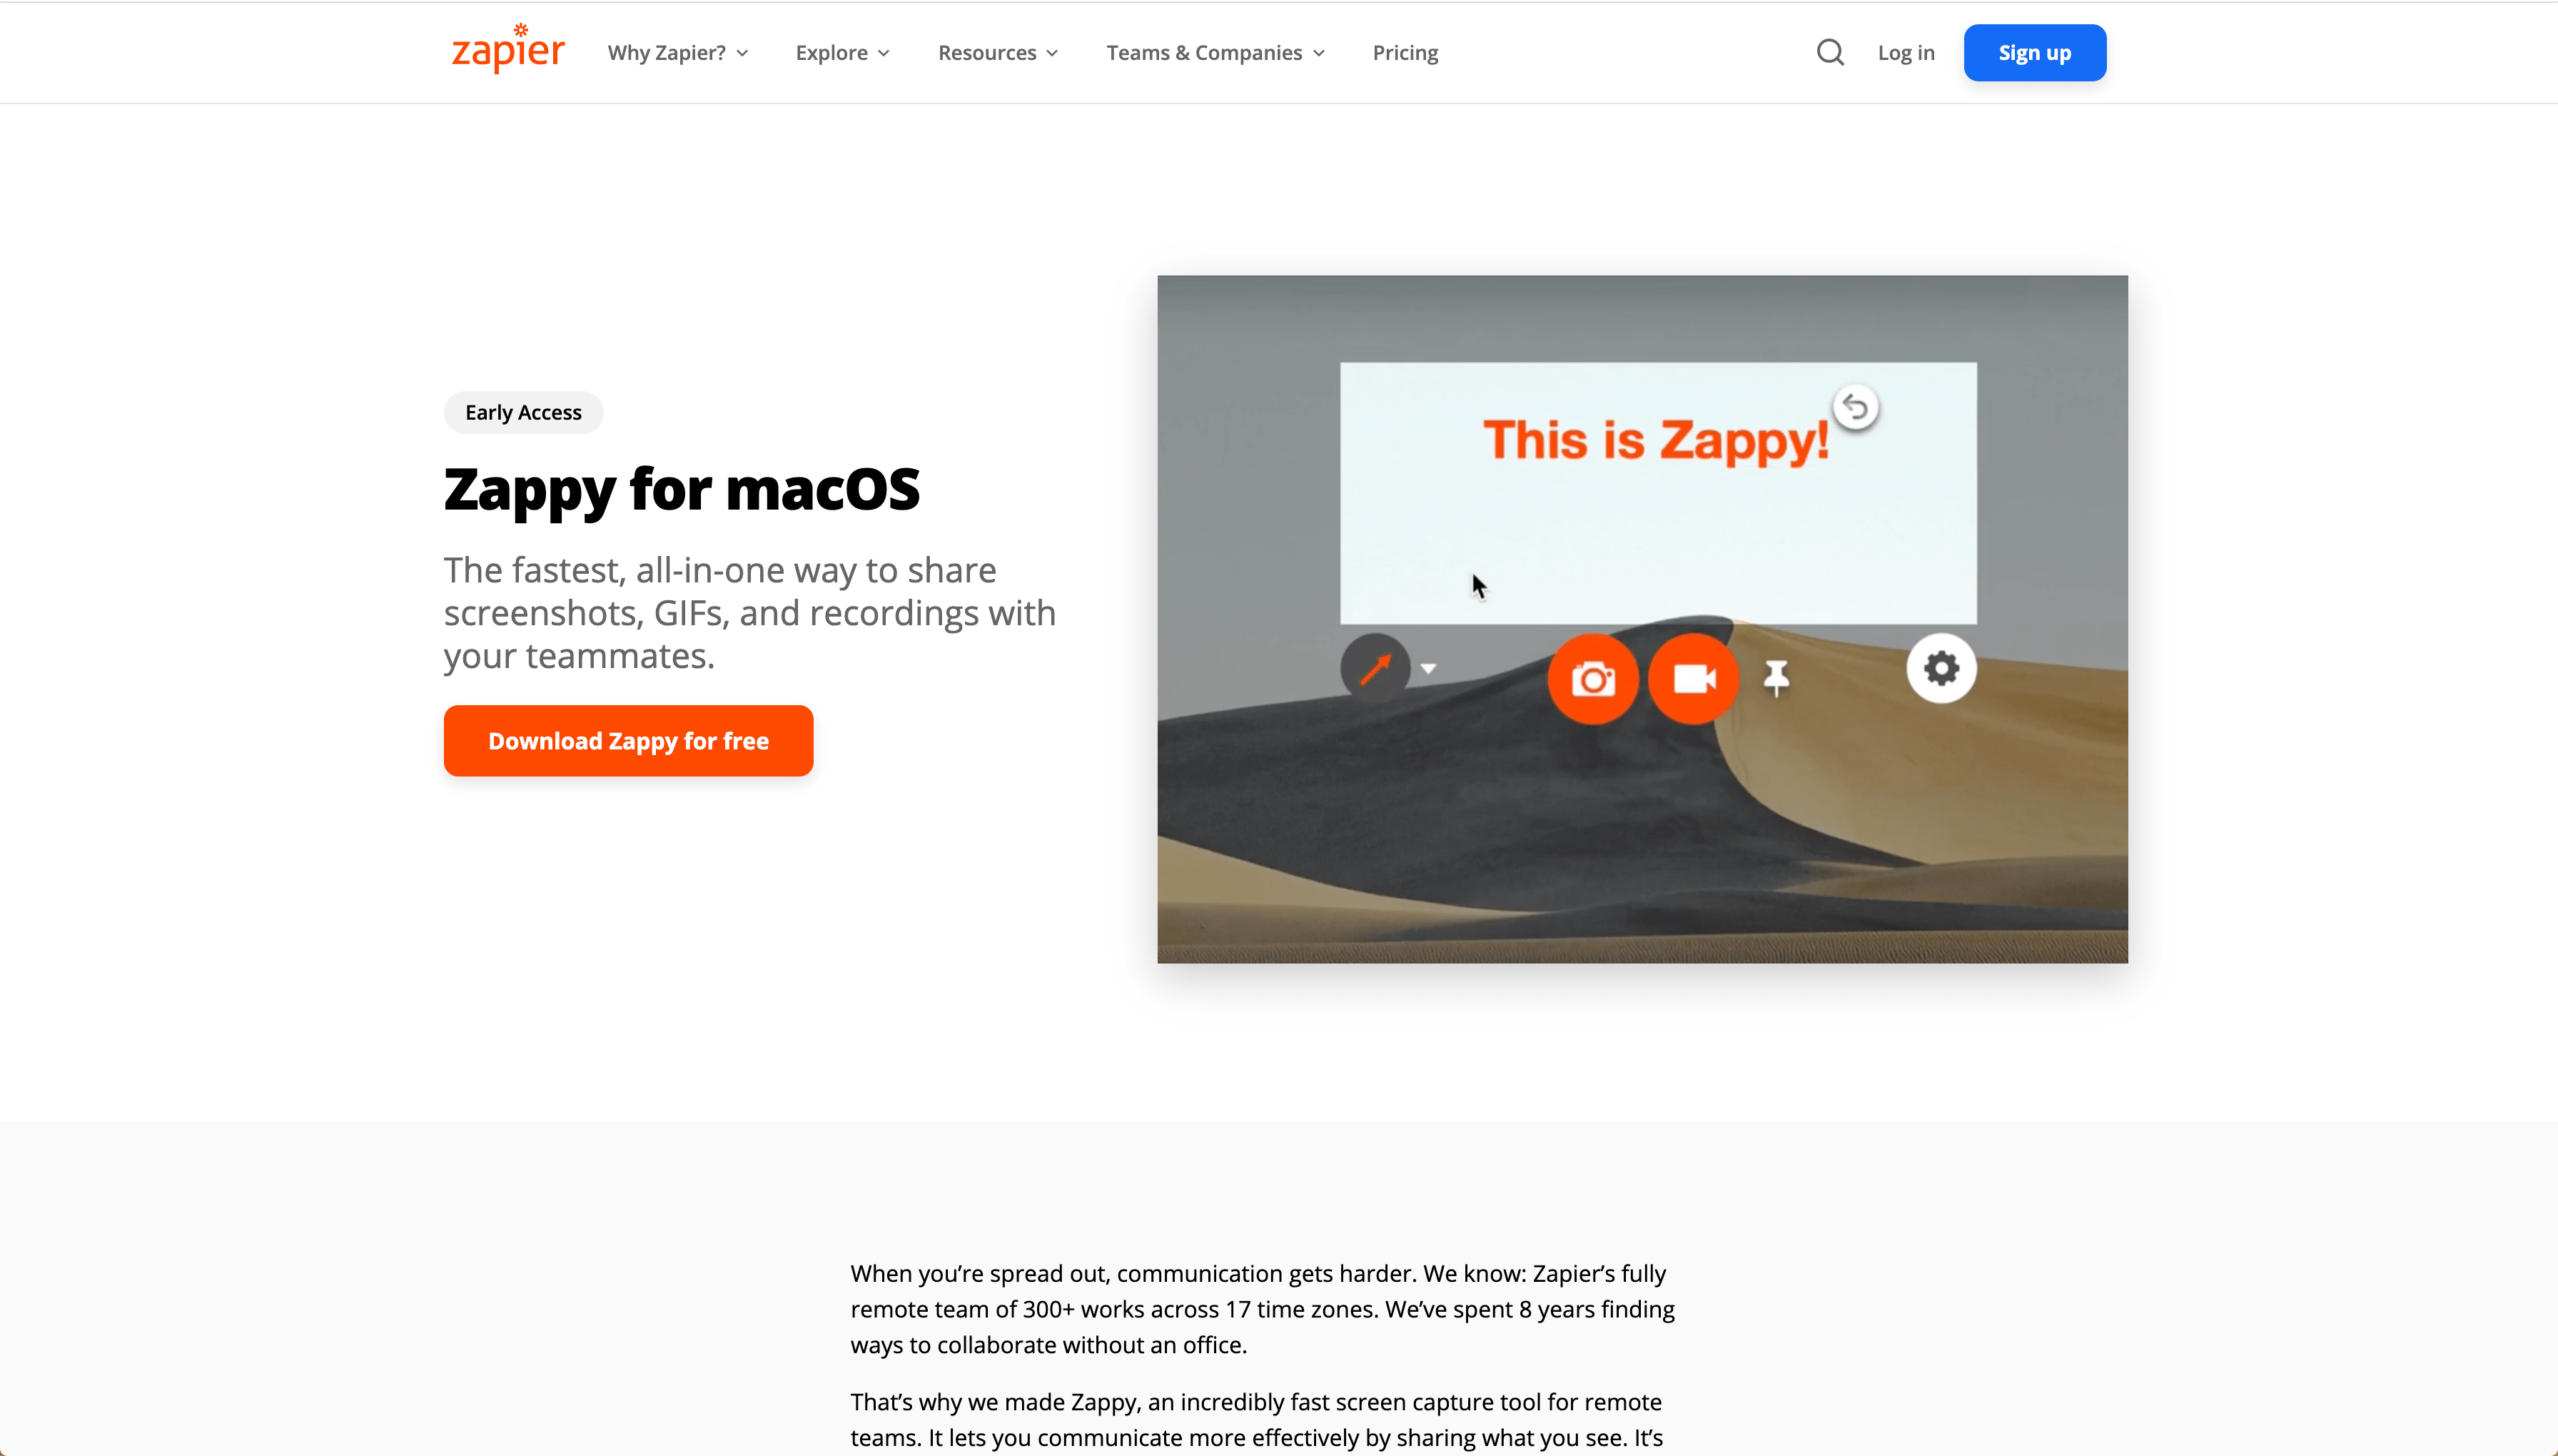 zapier
Why Zapier?
Explore
Resources
Teams & Companies
Pricing
Log in
Sign up
Early Access
Zappy for macOS
The fastest, all-in-one way to share
screenshots, GIFs, and recordings with
your teammates.
Download Zappy for free
This is Zappy!
When you’re spread out, communication gets harder. We know: Zapier’s fully
remote team of 300+ works across 17 time zones. We’ve spent 8 years finding
ways to collaborate without an office.
That’s why we made Zappy, an incredibly fast screen capture tool for remote
teams. It lets you communicate more effectively by sharing what you see. It’s